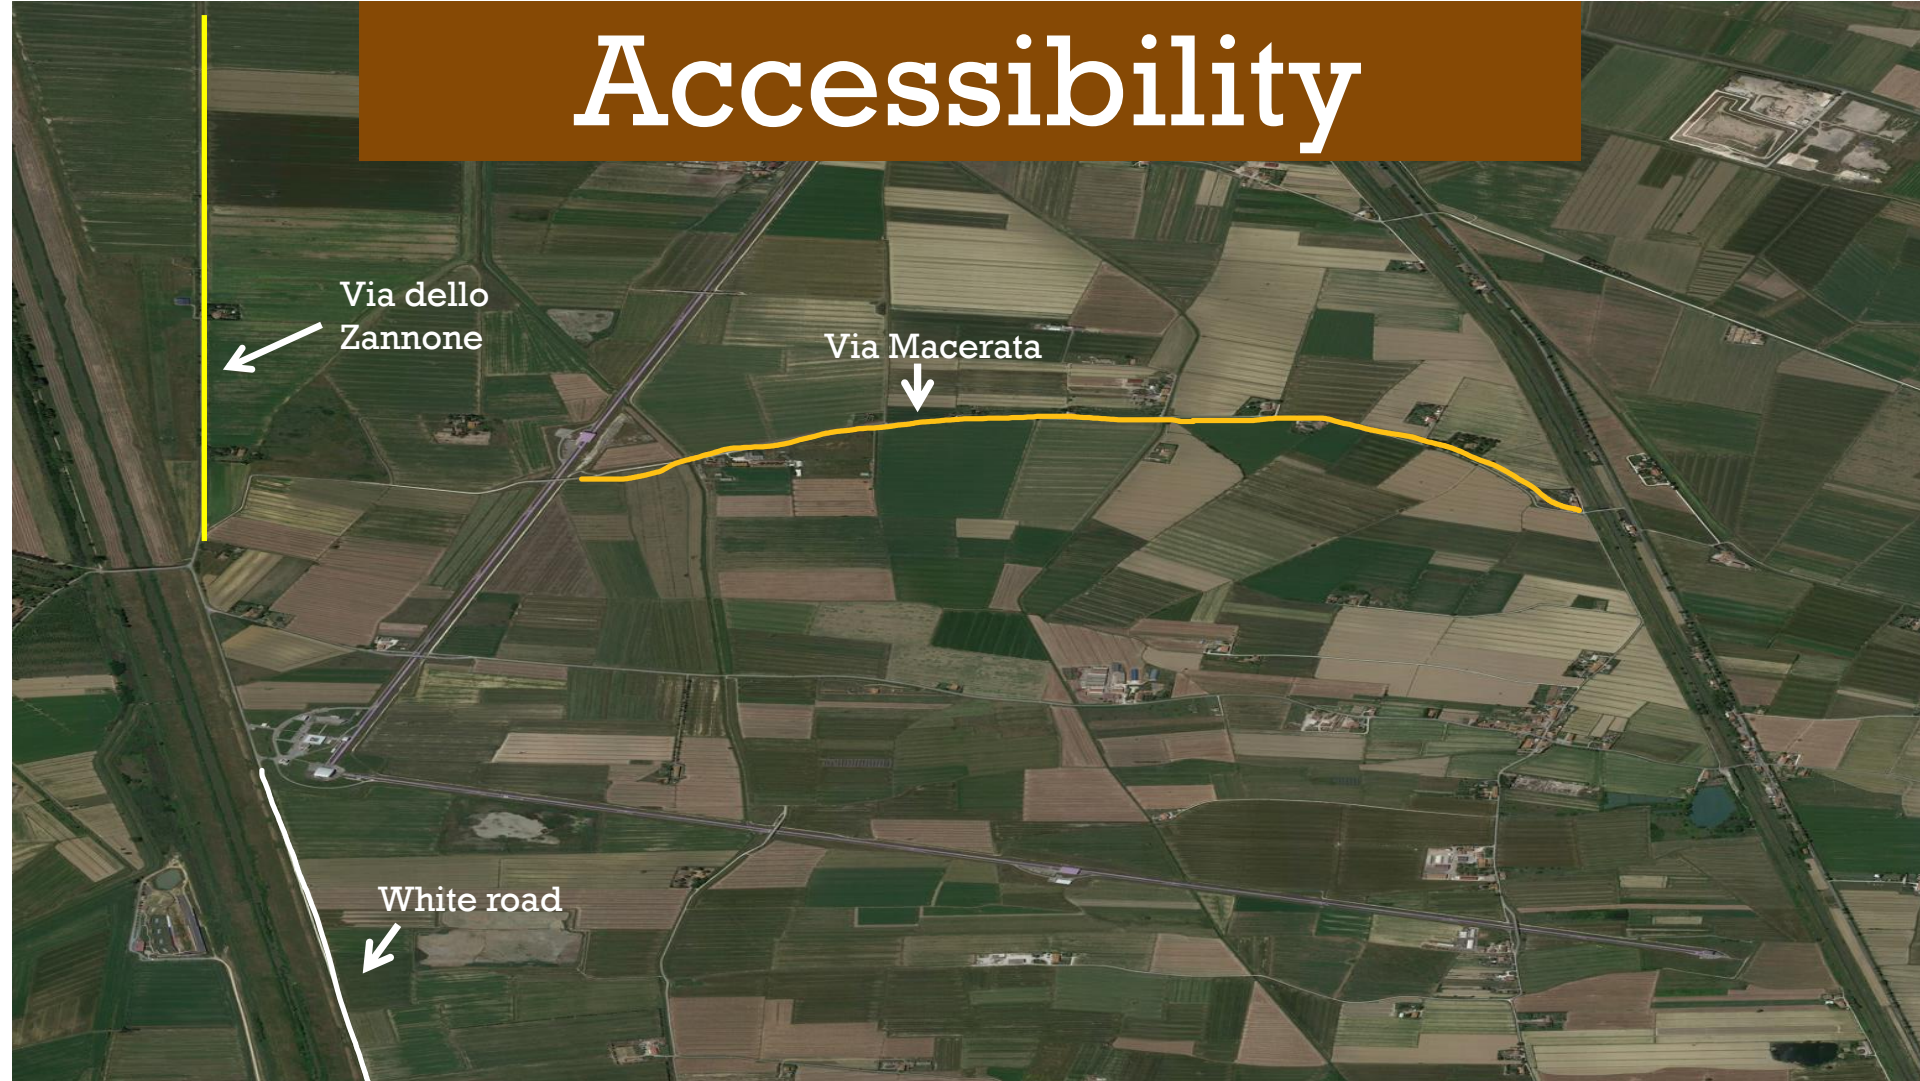 Accessibility
Via dello
Zannone
Via Macerata
White road